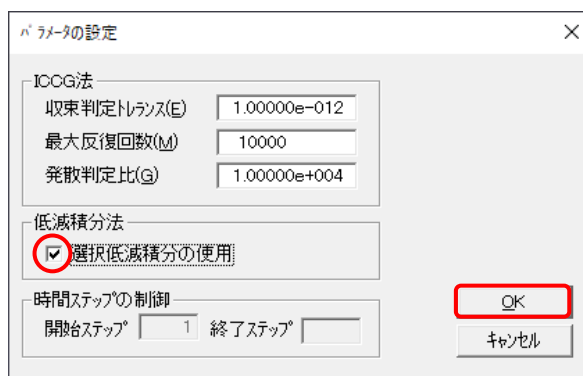 パラメータの設定
ICCG法
収束判定トレランス(E) 1.00000e-012
最大反復回数(M) 10000
発散判定比(G) 1.00000e+004
低減積分法
選択低減積分の使用
時間ステップの制御
開始ステップ 1 終了ステップ
OK
キャンセル